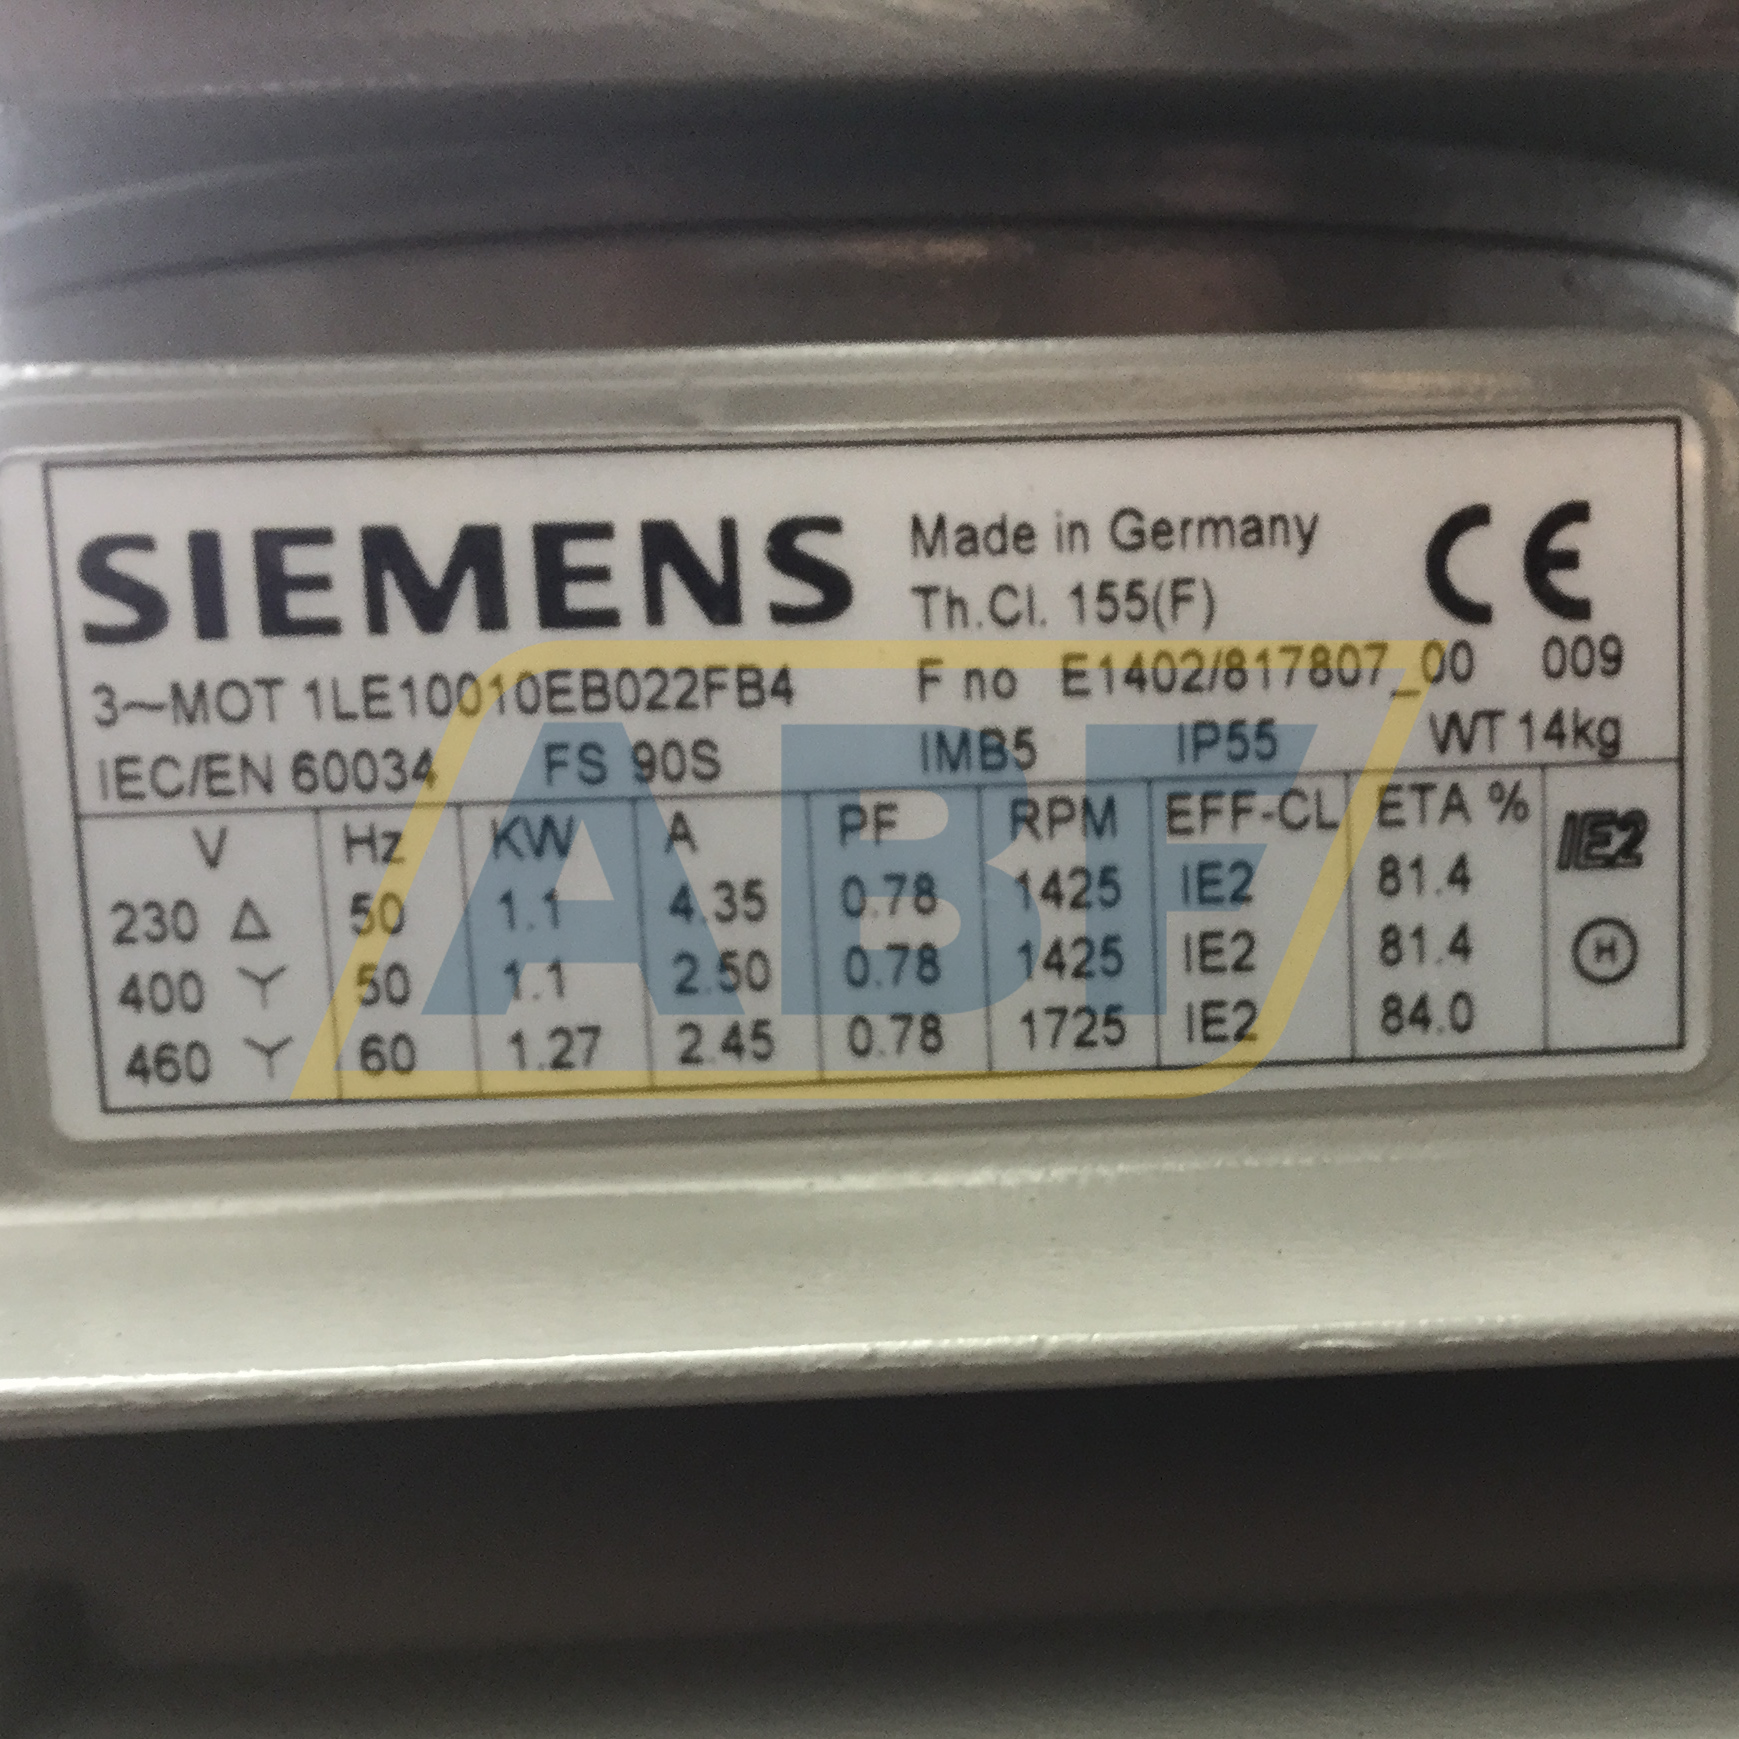 SIEMENS
Made in Germany
CE
Th.Cl. 155(F)
3~MOT 1LE10010EB022FB4 F no E1402/817807_00 009
IEC/EN 60034 FS 90S IMB5 IP55 WT 14kg
V Hz KW A PF RPM EFF-CL ETA % IE2
230 Δ 50 1.1 4.35 0.78 1425 IE2 81.4
400 Y 50 1.1 2.50 0.78 1425 IE2 81.4 H
460 Y 60 1.27 2.45 0.78 1725 IE2 84.0
ABF